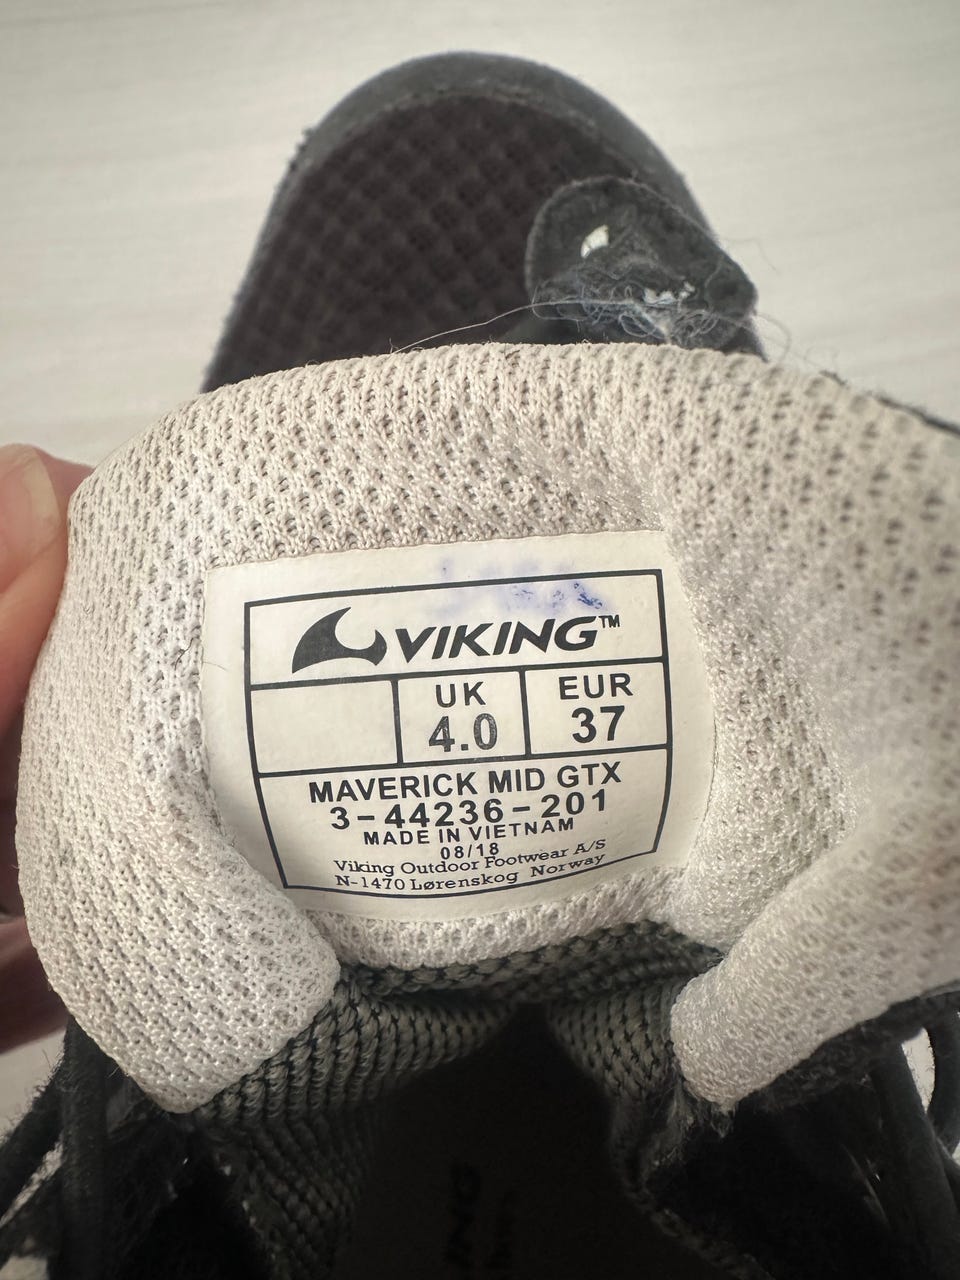 VIKING™
UK EUR
4.0 37
MAVERICK MID GTX
3-44236-201
MADE IN VIETNAM
08/18
Viking Outdoor Footwear A/S
N-1470 Lørenskog Norway